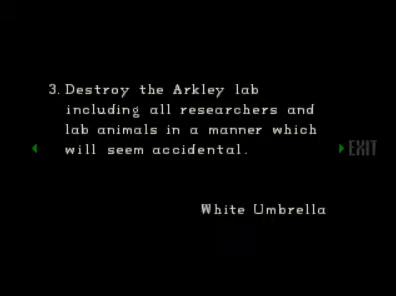 3. Destroy the Arkley lab
including all researchers and
lab animals in a manner which
will seem accidental.
EXIT
White Umbrella